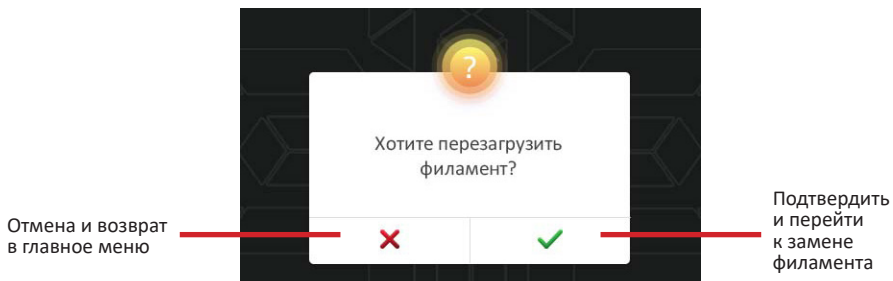 ?
Хотите перезагрузить
филамент?
Отмена и возврат
в главное меню
Подтвердить
и перейти
к замене
филамента